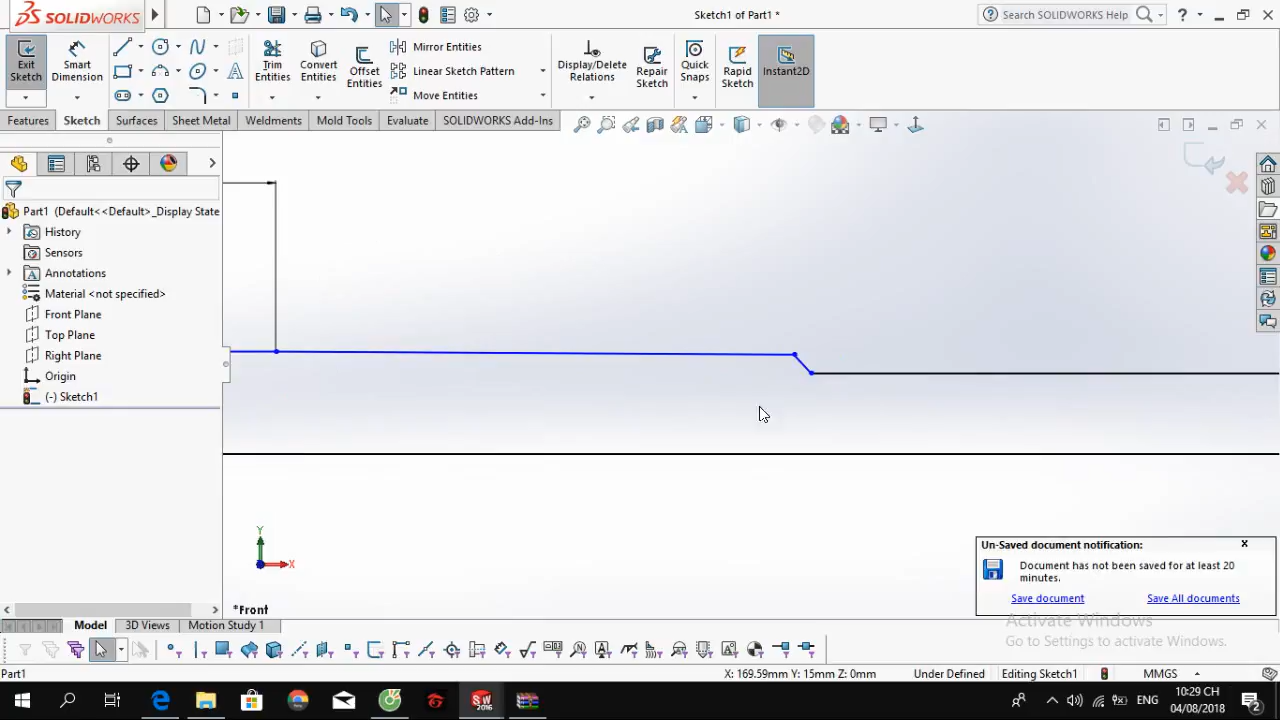 SOLIDWORKS
Sketch1 of Part1 *
Search SOLIDWORKS Help
Exit Sketch
Smart Dimension
Trim Entities
Convert Entities
Offset Entities
Mirror Entities
Linear Sketch Pattern
Move Entities
Display/Delete Relations
Repair Sketch
Quick Snaps
Rapid Sketch
Instant2D
Features
Sketch
Surfaces
Sheet Metal
Weldments
Mold Tools
Evaluate
SOLIDWORKS Add-Ins
Part1 (Default<<Default>_Display State
History
Sensors
Annotations
Material <not specified>
Front Plane
Top Plane
Right Plane
Origin
(-) Sketch1
Y
X
*Front
Un-Saved document notification:
x
Document has not been saved for at least 20
minutes.
Save document
Save All documents
Activate Windows
Go to Settings to activate Windows.
Model
3D Views
Motion Study 1
Part1
X: 169.59mm Y: 15mm Z: 0mm
Under Defined
Editing Sketch1
MMGS
SW
2016
ENG
10:29 CH
04/08/2018
2